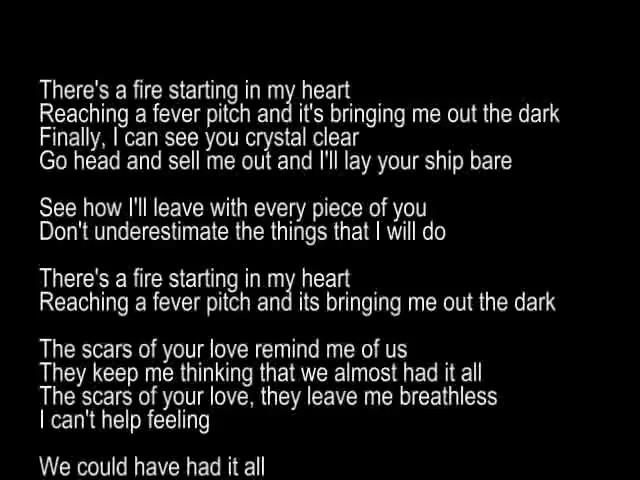 There's a fire starting in my heart
Reaching a fever pitch and it's bringing me out the dark
Finally, I can see you crystal clear
Go head and sell me out and I'll lay your ship bare
See how I'll leave with every piece of you
Don't underestimate the things that I will do
There's a fire starting in my heart
Reaching a fever pitch and its bringing me out the dark
The scars of your love remind me of us
They keep me thinking that we almost had it all
The scars of your love, they leave me breathless
I can't help feeling
We could have had it all